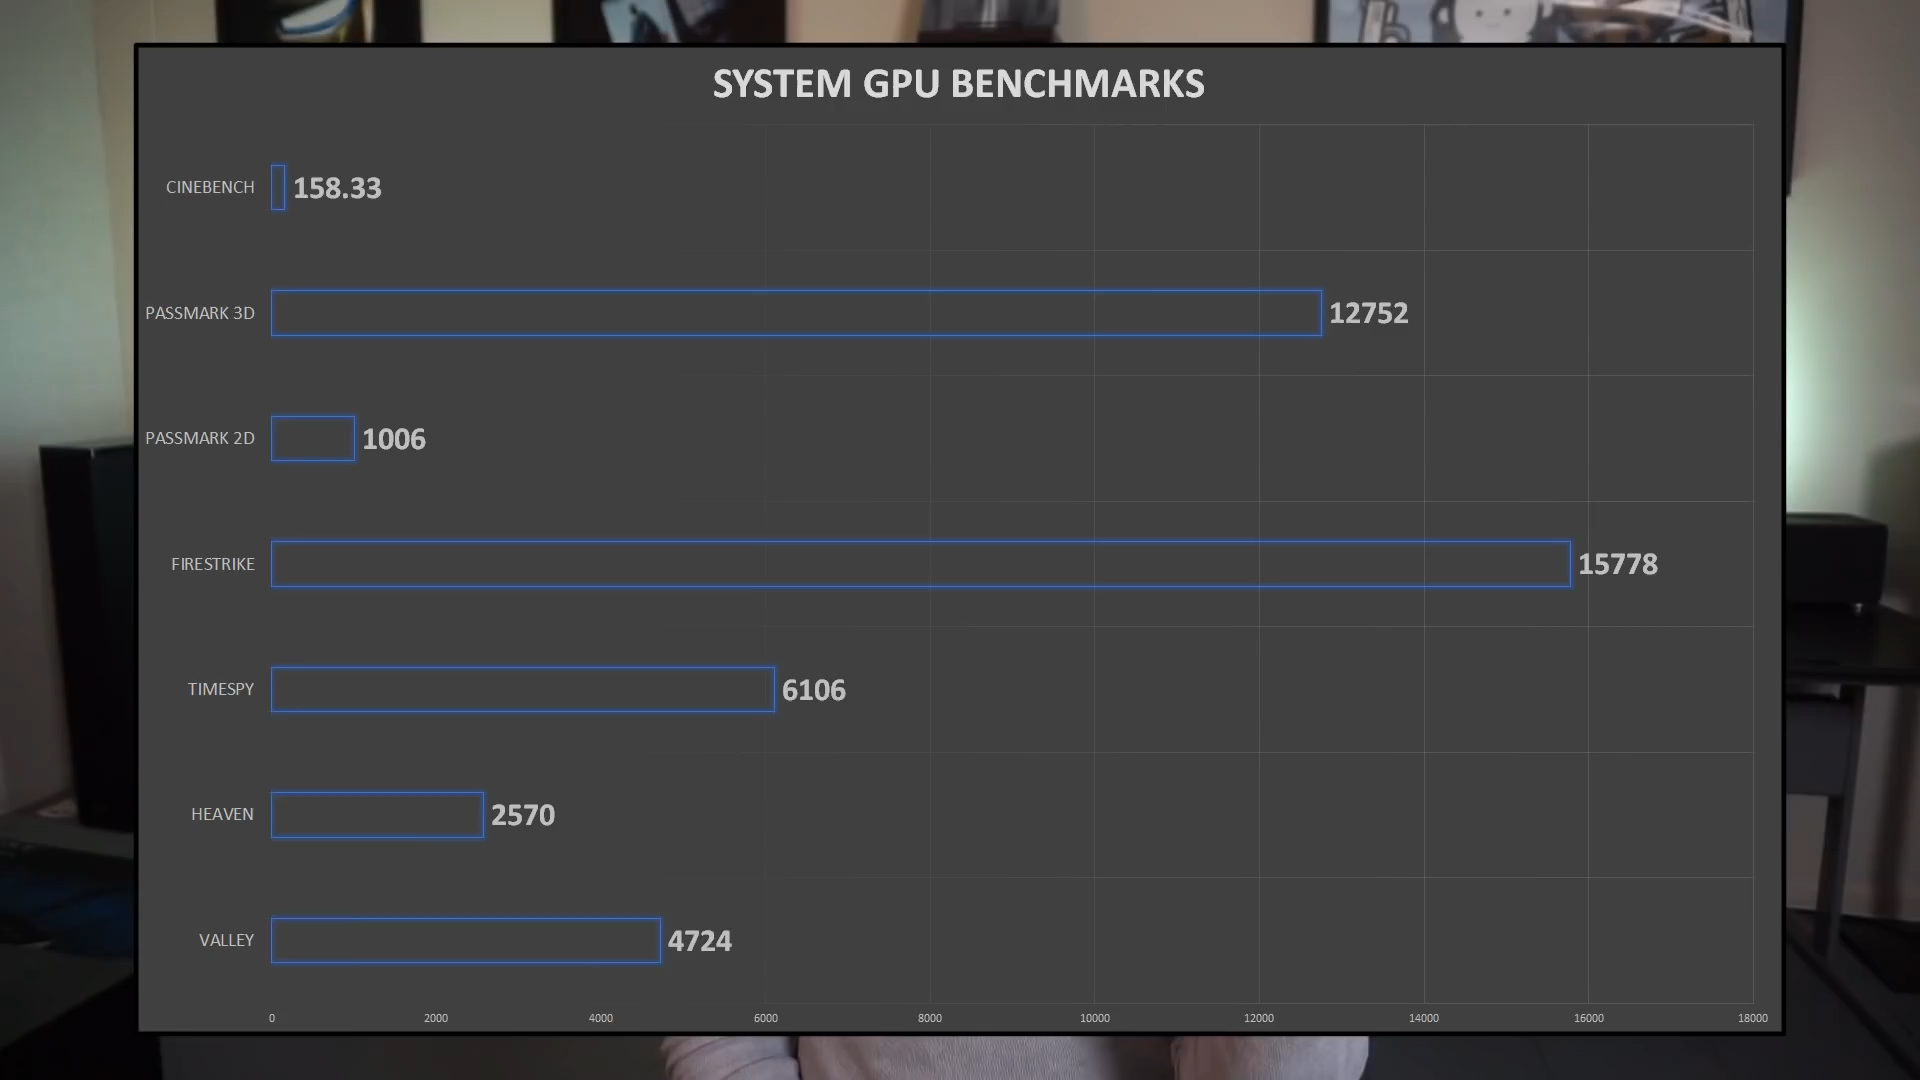 SYSTEM GPU BENCHMARKS
CINEBENCH 158.33
PASSMARK 3D 12752
PASSMARK 2D 1006
FIRESTRIKE 15778
TIMESPY 6106
HEAVEN 2570
VALLEY 4724
0 2000 4000 6000 8000 10000 12000 14000 16000 18000